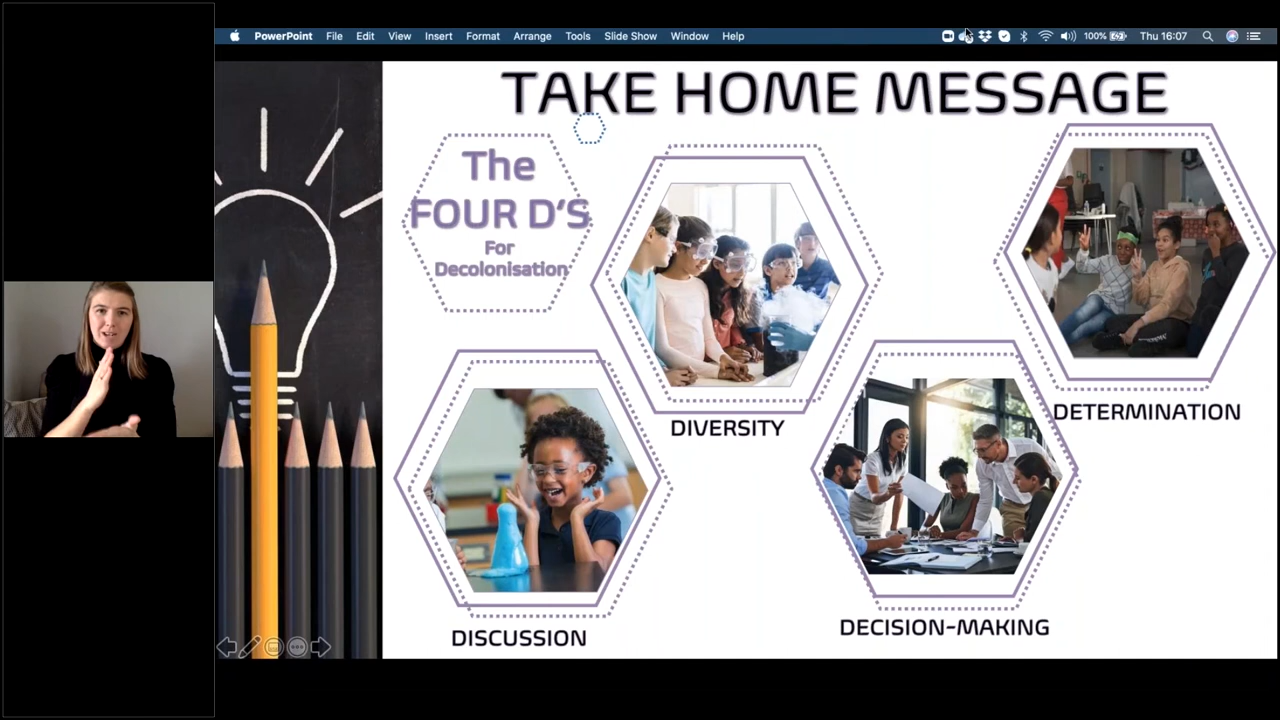 PowerPoint File Edit View Insert Format Arrange Tools Slide Show Window Help 100% Thu 16:07
TAKE HOME MESSAGE
The
FOUR D'S
For
Decolonisation
DIVERSITY
DETERMINATION
DISCUSSION
DECISION-MAKING